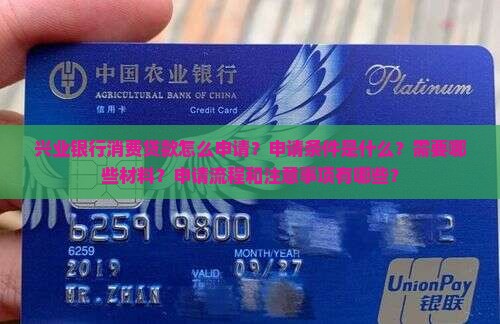 中国农业银行
Platinum
AGRICULTURAL BANK OF CHINA
信用卡 Credit Card
兴业银行消费贷款怎么申请？申请条件是什么？需要哪
些材料？申请流程和注意事项有哪些？
6259 9800 2
6259 MONTH/YEAR
2019 VALID 09/27
MR.ZHAN
UnionPay
银联